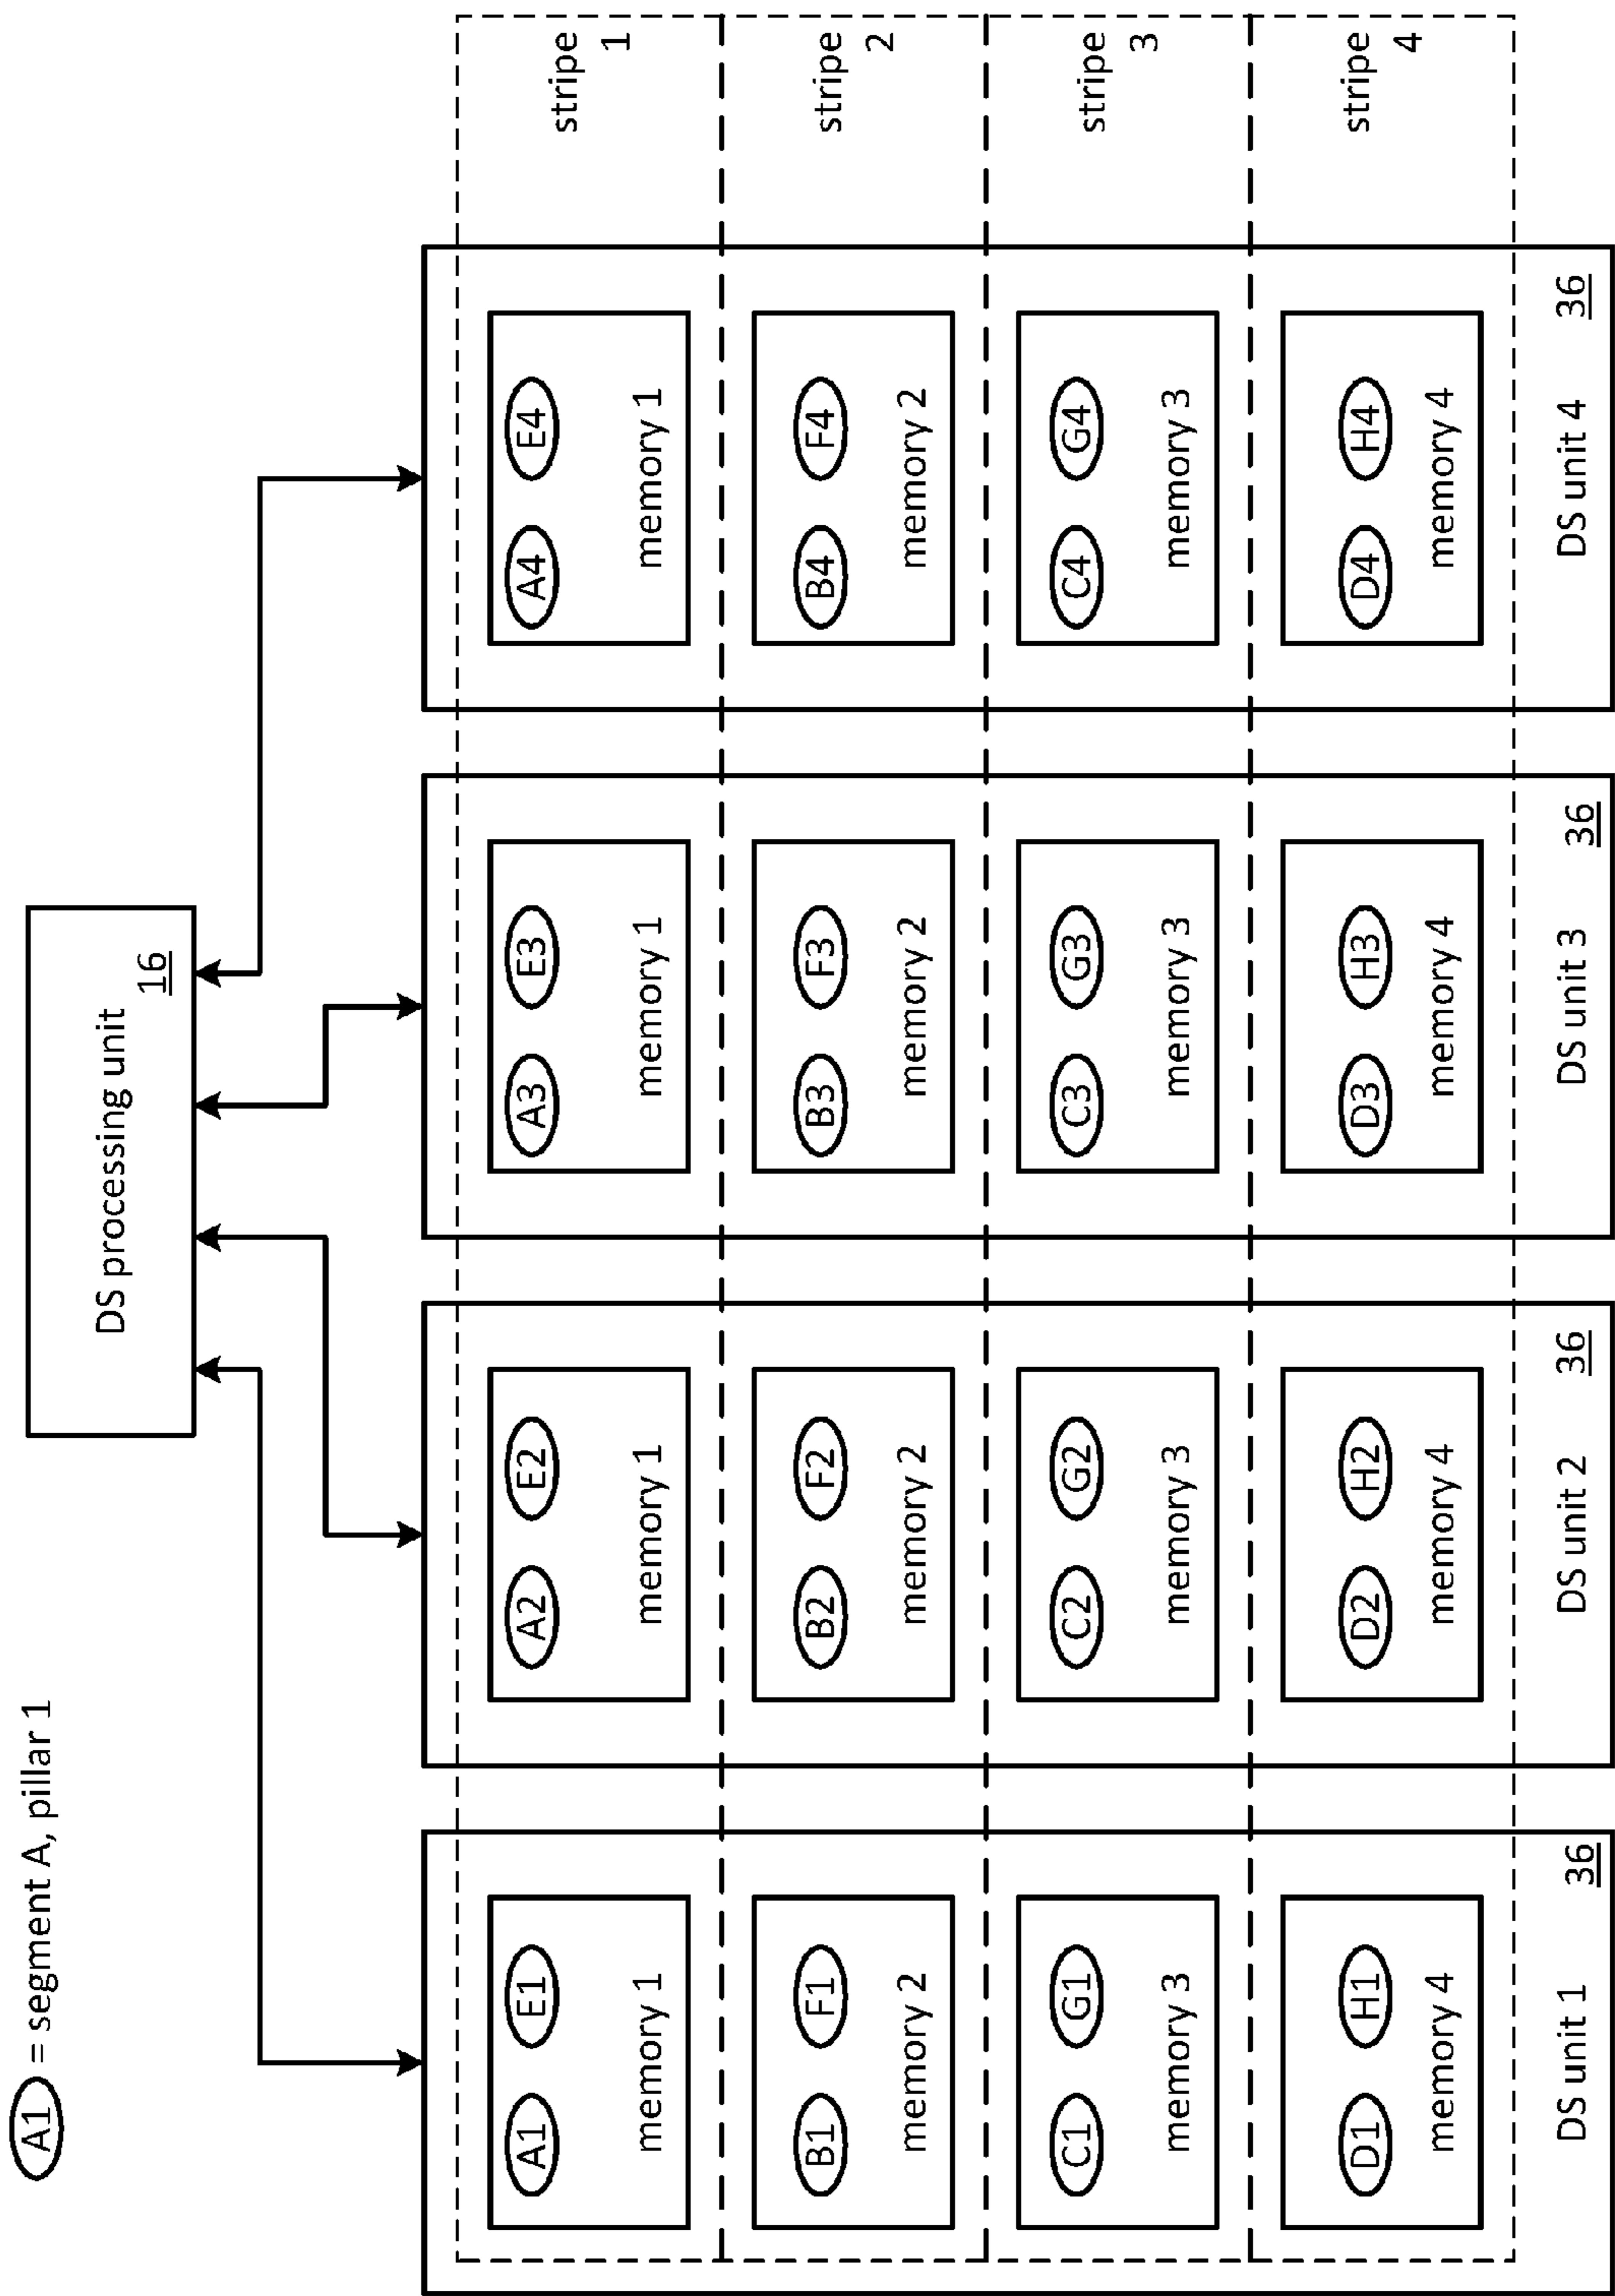 A1 = segment A, pillar 1
DS processing unit
16
A1 E1
memory 1
A2 E2
memory 1
A3 E3
memory 1
A4 E4
memory 1
stripe 1
B1 F1
memory 2
B2 F2
memory 2
B3 F3
memory 2
B4 F4
memory 2
stripe 2
C1 G1
memory 3
C2 G2
memory 3
C3 G3
memory 3
C4 G4
memory 3
stripe 3
D1 H1
memory 4
D2 H2
memory 4
D3 H3
memory 4
D4 H4
memory 4
stripe 4
DS unit 1 36
DS unit 2 36
DS unit 3 36
DS unit 4 36